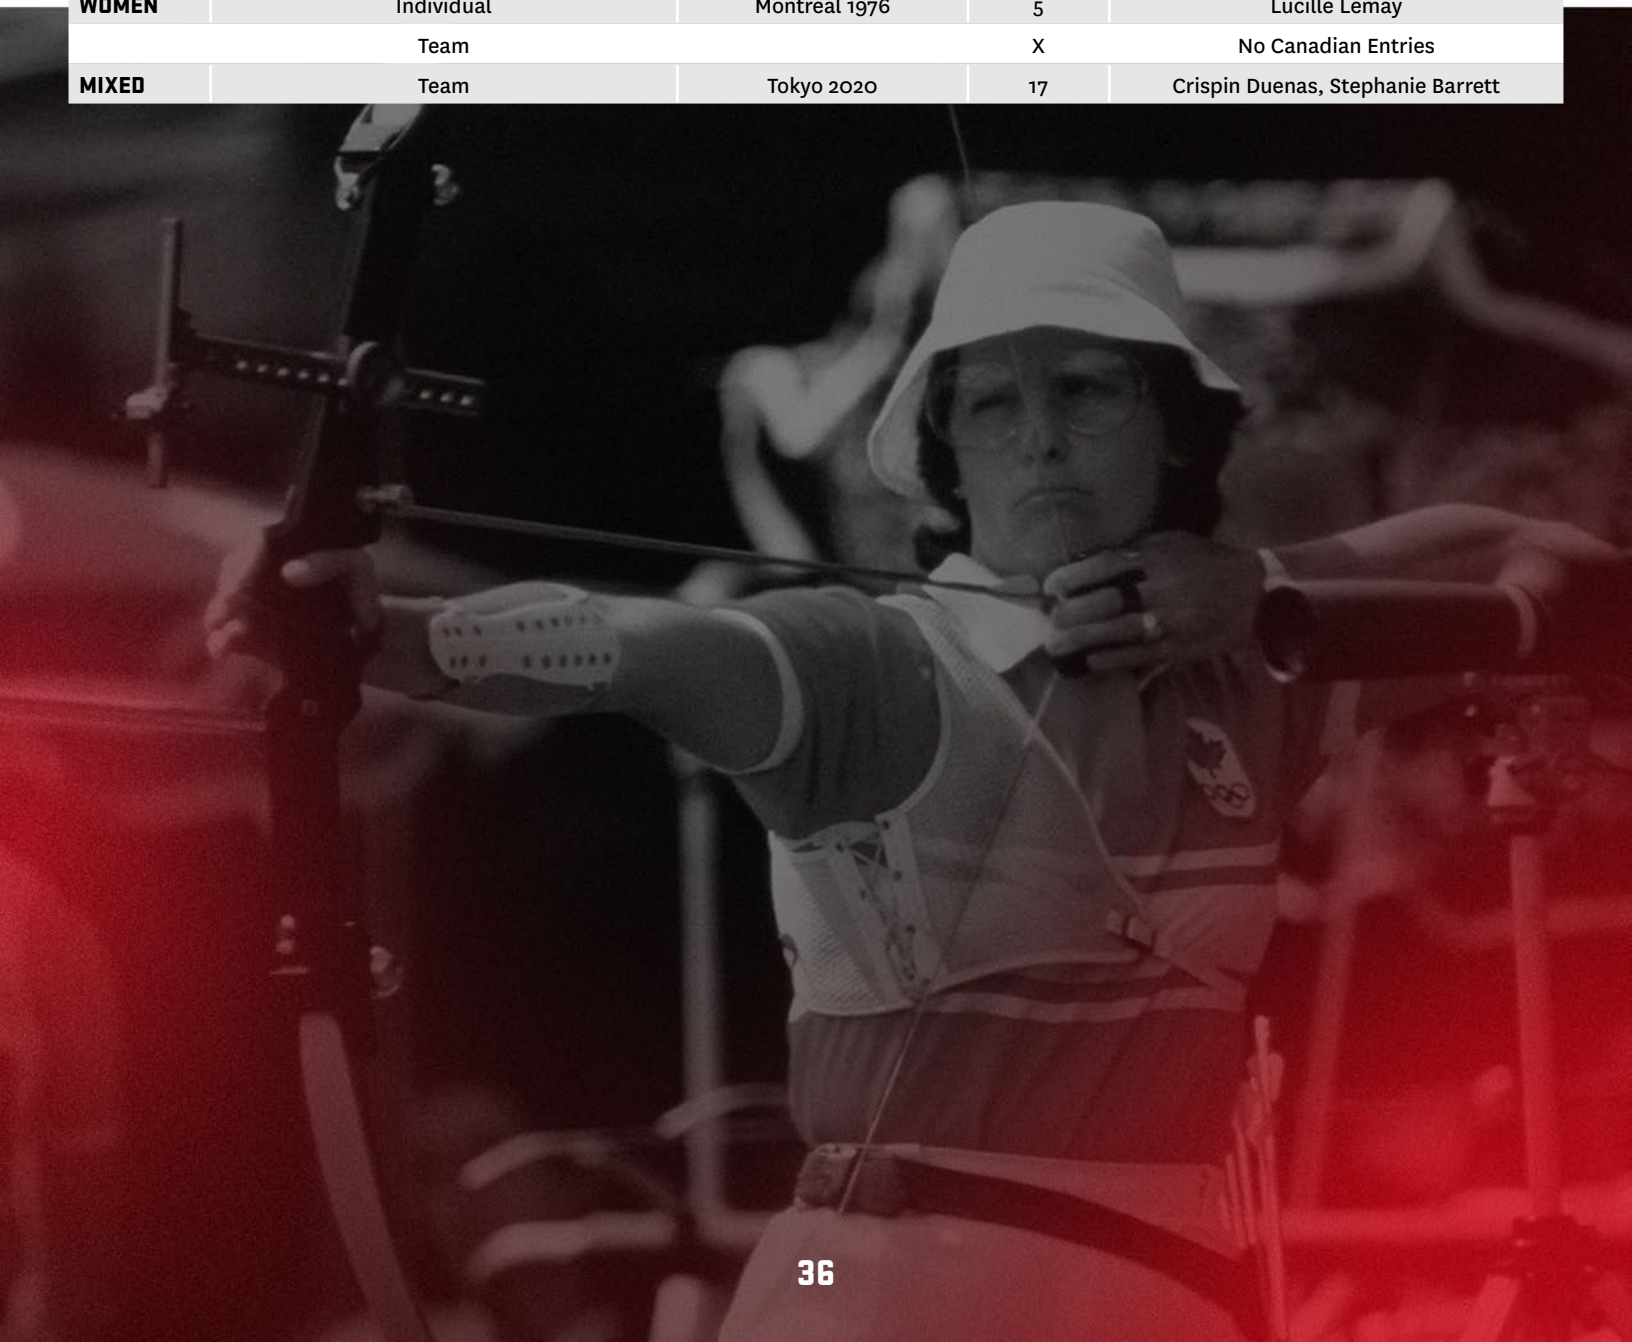 WOMEN Individual Montreal 1976 5 Lucille Lemay
Team X No Canadian Entries
MIXED Team Tokyo 2020 17 Crispin Duenas, Stephanie Barrett
36